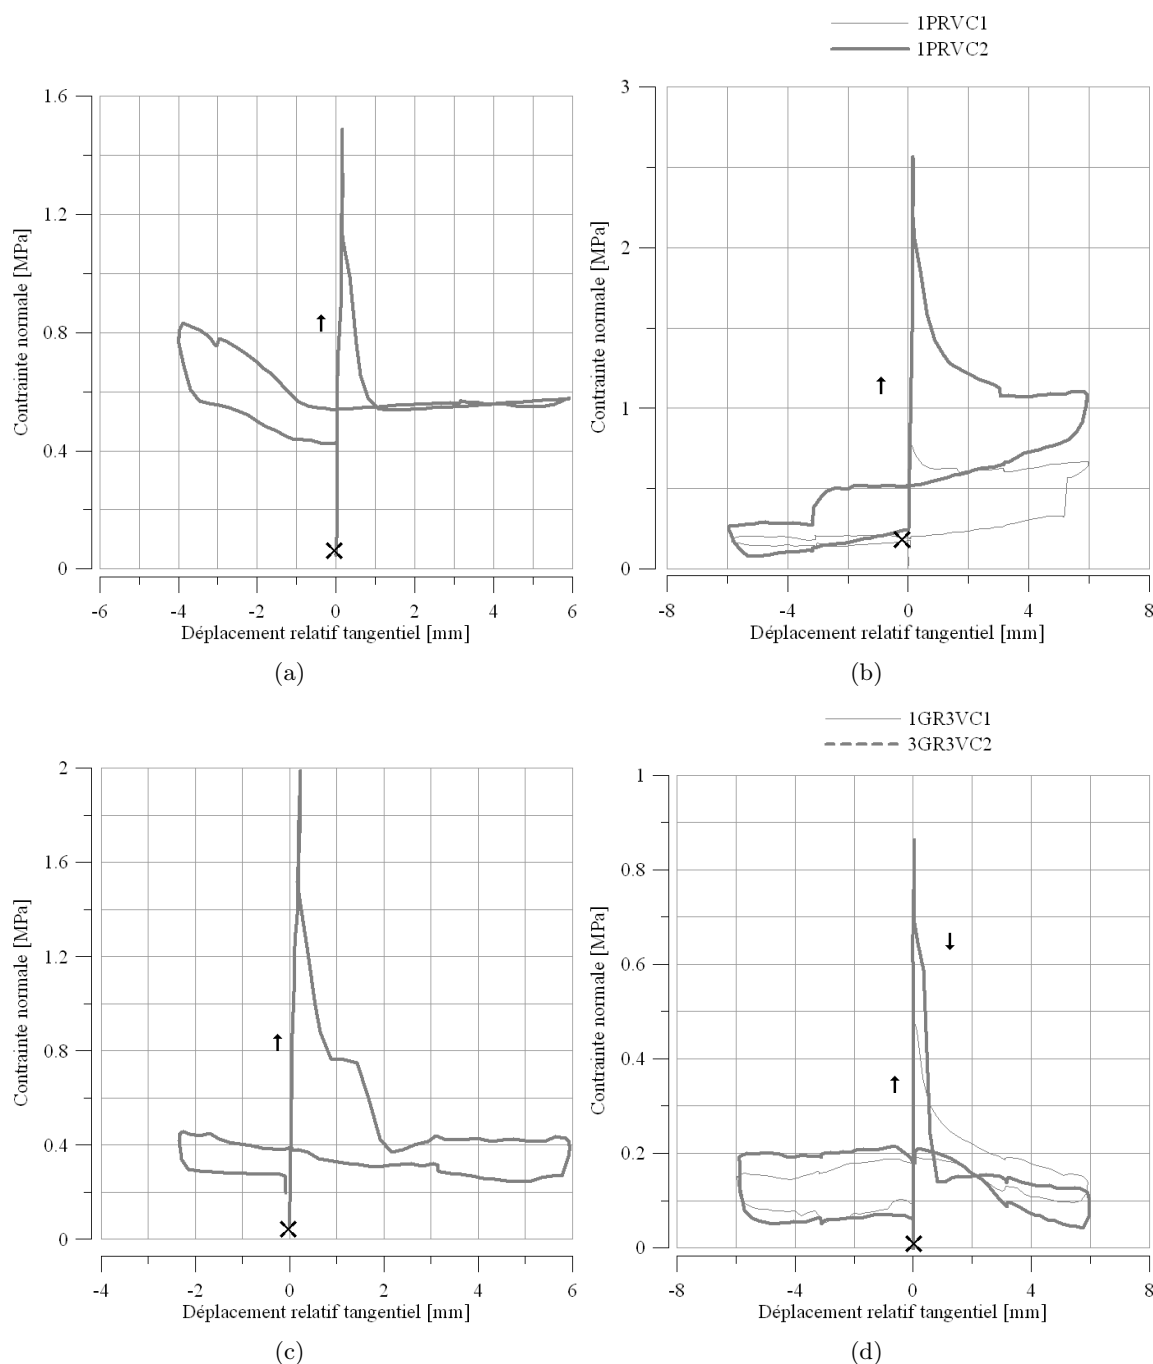 1PRVC1
1PRVC2
1.6
1.2
0.8
0.4
0
Contrainte normale [MPa]
-6 -4 -2 0 2 4 6
Déplacement relatif tangentiel [mm]
(a)
3
2
1
0
Contrainte normale [MPa]
-8 -4 0 4 8
Déplacement relatif tangentiel [mm]
(b)
2
1.6
1.2
0.8
0.4
0
Contrainte normale [MPa]
-4 -2 0 2 4 6
Déplacement relatif tangentiel [mm]
(c)
1GR3VC1
3GR3VC2
1
0.8
0.6
0.4
0.2
0
Contrainte normale [MPa]
-8 -4 0 4 8
Déplacement relatif tangentiel [mm]
(d)